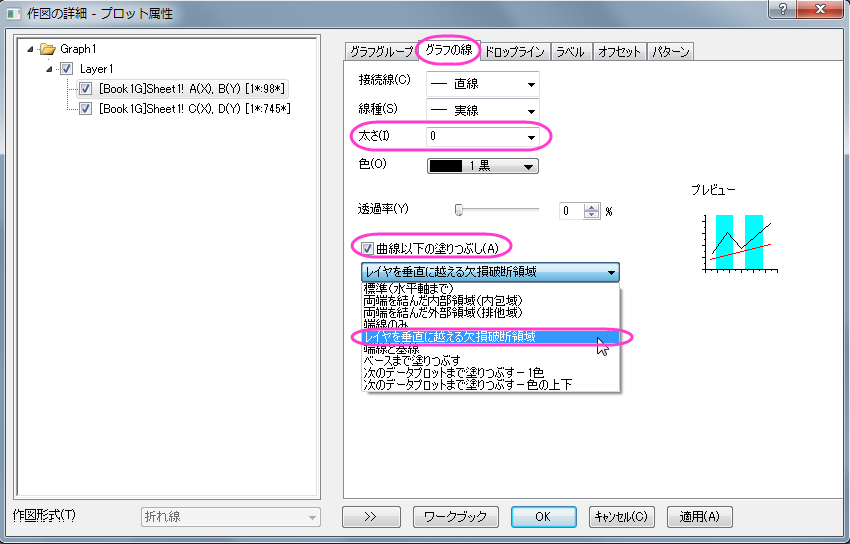 作図の詳細 - プロット属性
Graph1
Layer1
[Book1G]Sheet1! A(X), B(Y) [1*:98*]
[Book1G]Sheet1! C(X), D(Y) [1*:745*]
グラフグループ グラフの線 ドロップライン ラベル オフセット パターン
接続線(C) 直線
線種(S) 実線
太さ(I) 0
色(O) 1 黒
透過率(Y) 0 %
プレビュー
曲線以下の塗りつぶし(A)
レイヤを垂直に越える欠損破断領域
標準(水平軸まで)
両端を結んだ内部領域(内包域)
両端を結んだ外部領域(排他域)
端線のみ
レイヤを垂直に越える欠損破断領域
端線と基線
ベースまで塗りつぶす
次のデータプロットまで塗りつぶす - 1色
次のデータプロットまで塗りつぶす - 色の上下
作図形式(T) 折れ線 >> ワークブック OK キャンセル(C) 適用(A)